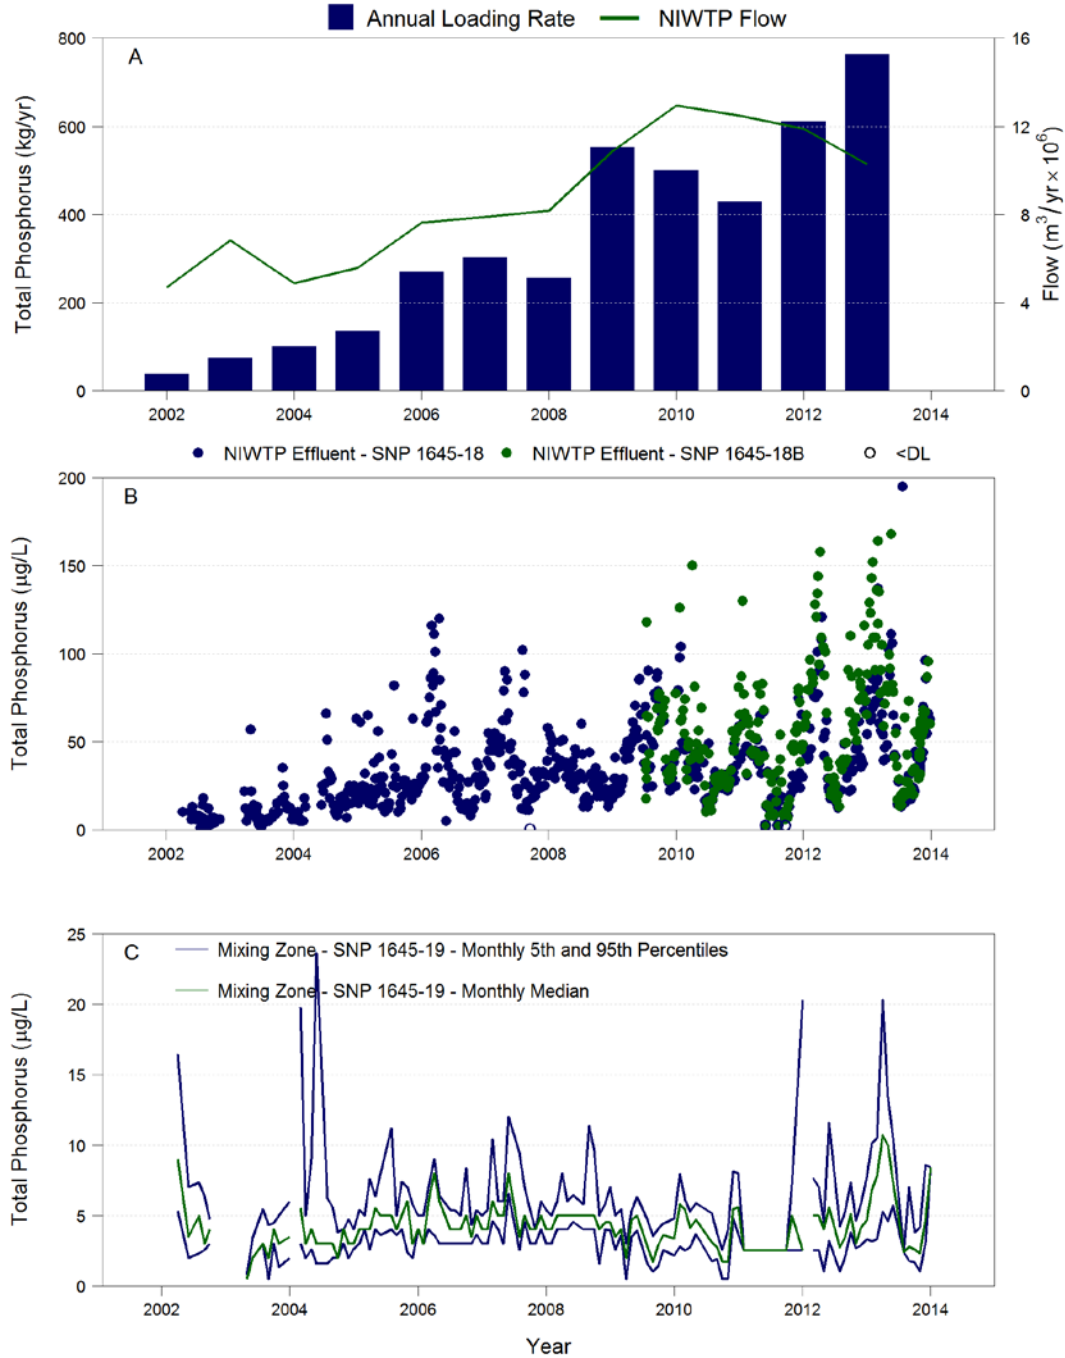 Annual Loading Rate NIWTP Flow
A
Total Phosphorus (kg/yr)
800
600
400
200
0
16
12
8
4
0
Flow (m³/yr×10⁶)
2002 2004 2006 2008 2010 2012 2014
NIWTP Effluent - SNP 1645-18 NIWTP Effluent - SNP 1645-18B <DL
B
Total Phosphorus (µg/L)
200
150
100
50
0
2002 2004 2006 2008 2010 2012 2014
C
Mixing Zone - SNP 1645-19 - Monthly 5th and 95th Percentiles
Mixing Zone - SNP 1645-19 - Monthly Median
Total Phosphorus (µg/L)
25
20
15
10
5
0
2002 2004 2006 2008 2010 2012 2014
Year